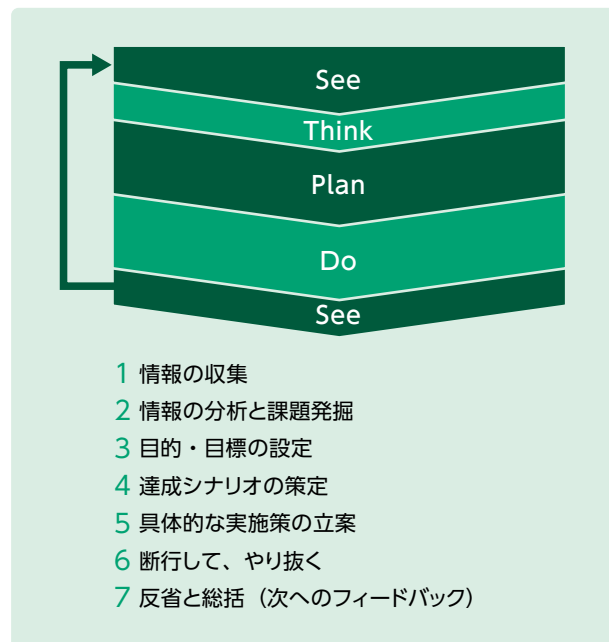 See
Think
Plan
Do
See
1 情報の収集
2 情報の分析と課題発掘
3 目的・目標の設定
4 達成シナリオの策定
5 具体的な実施策の立案
6 断行して、やり抜く
7 反省と総括（次へのフィードバック）